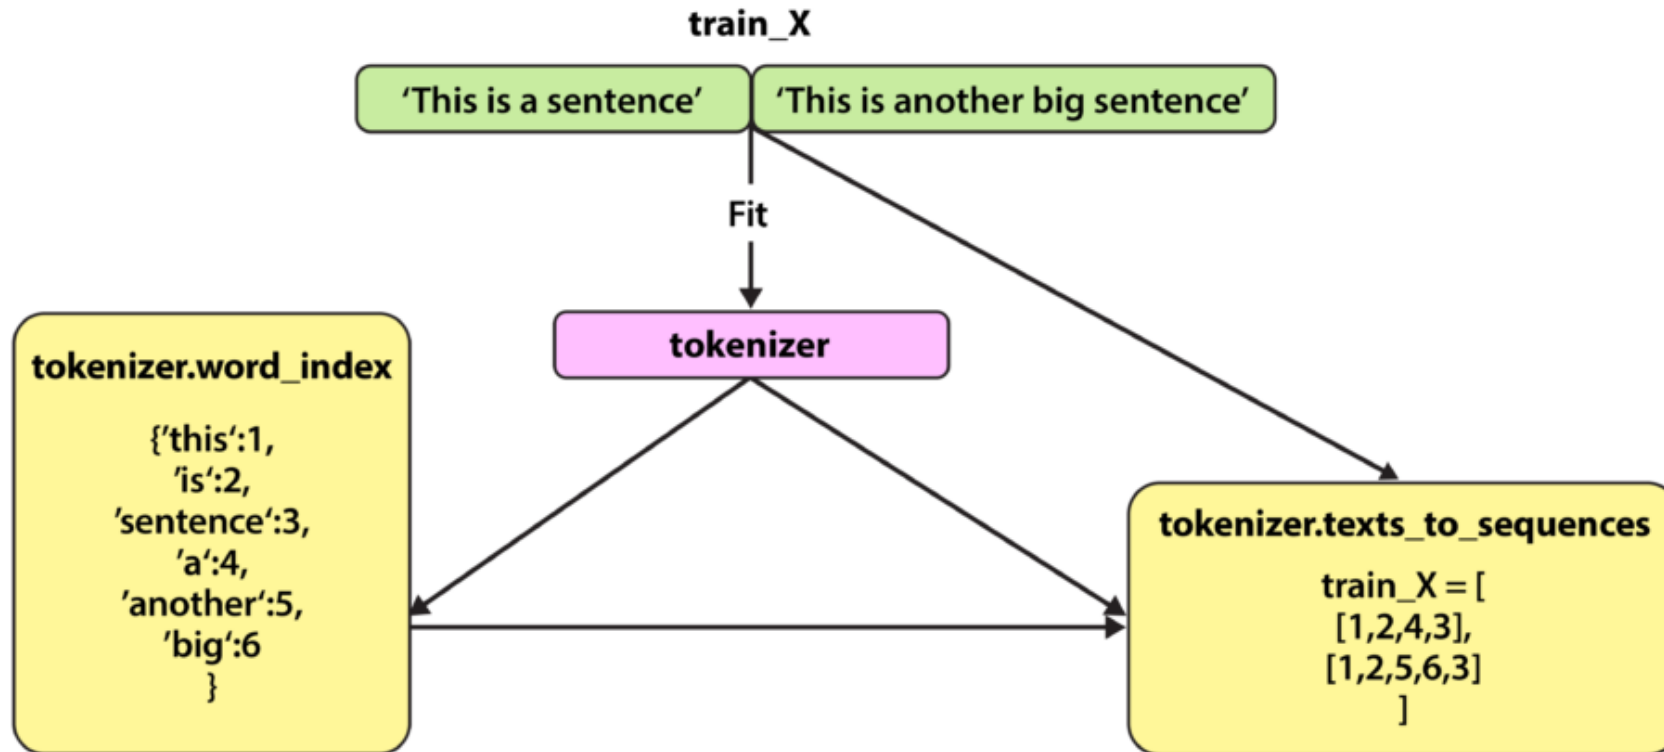 train_X
‘This is a sentence’
‘This is another big sentence’
Fit
tokenizer
tokenizer.word_index
{’this‘:1,
’is‘:2,
’sentence‘:3,
’a‘:4,
’another‘:5,
’big‘:6
}
tokenizer.texts_to_sequences
train_X = [
[1,2,4,3],
[1,2,5,6,3]
]